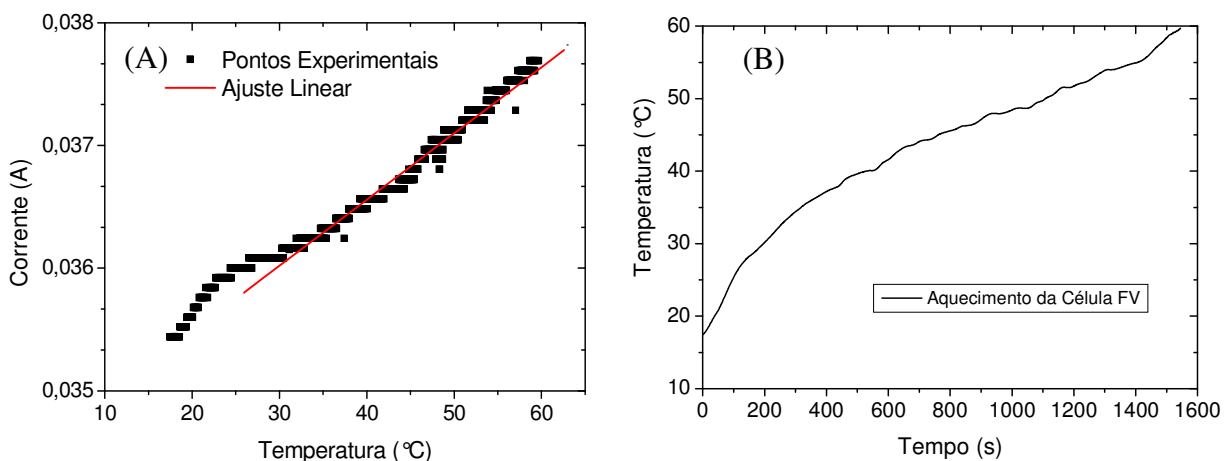 (A)
Pontos Experimentais
Ajuste Linear
0,038
0,037
0,036
0,035
Corrente (A)
10 20 30 40 50 60
Temperatura (°C)
(B)
60
50
40
30
20
10
Temperatura (°C)
Aquecimento da Célula FV
0 200 400 600 800 1000 1200 1400 1600
Tempo (s)